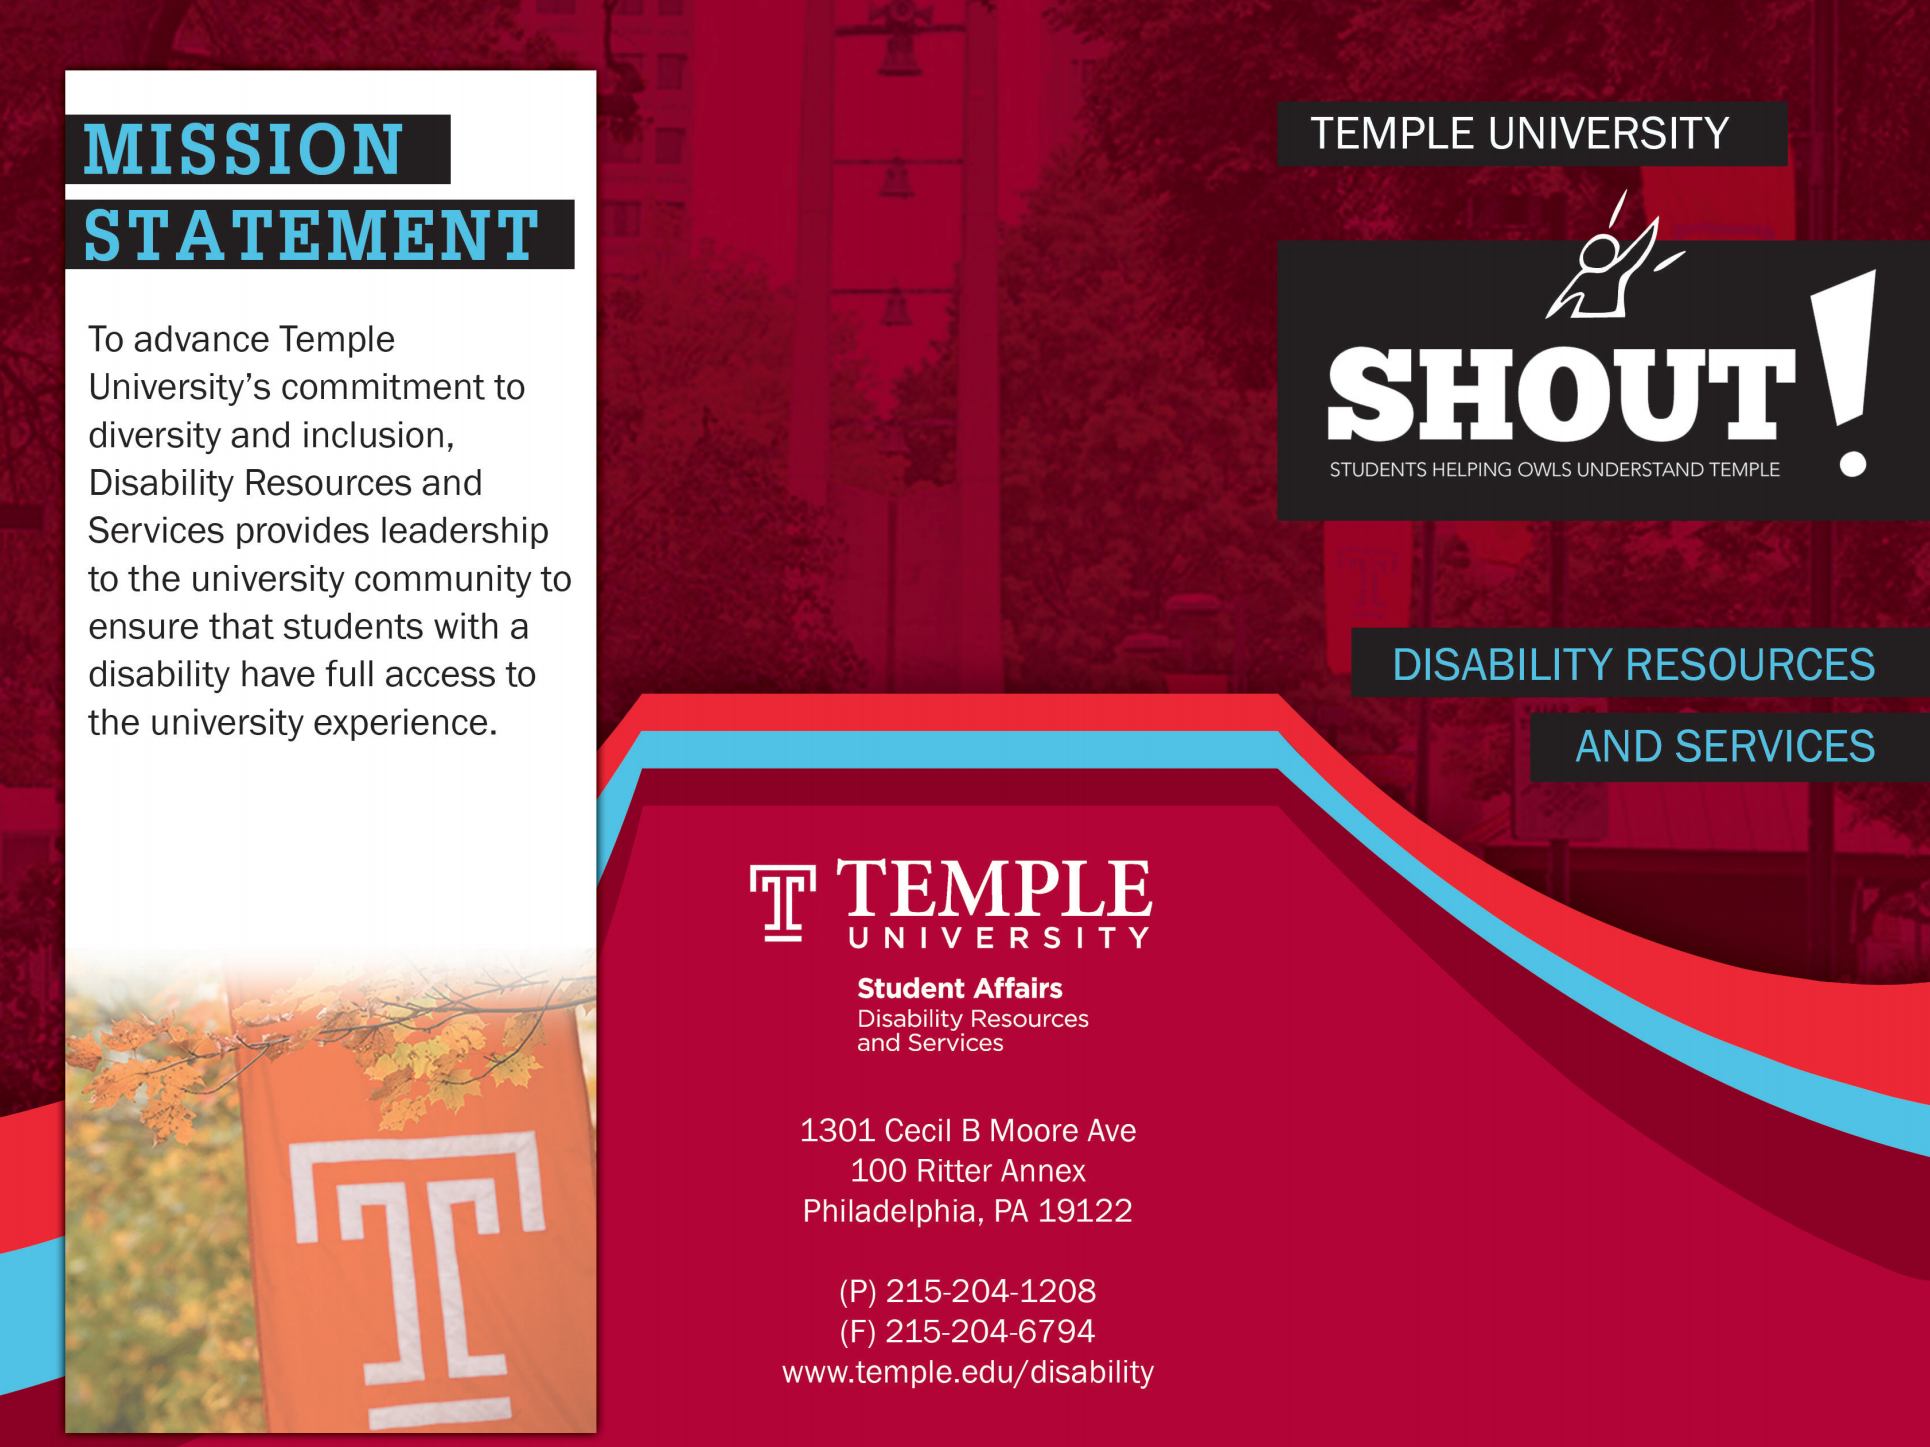 MISSION
STATEMENT
To advance Temple
University’s commitment to
diversity and inclusion,
Disability Resources and
Services provides leadership
to the university community to
ensure that students with a
disability have full access to
the university experience.
T
TEMPLE
UNIVERSITY
Student Affairs
Disability Resources
and Services
1301 Cecil B Moore Ave
100 Ritter Annex
Philadelphia, PA 19122
(P) 215-204-1208
(F) 215-204-6794
www.temple.edu/disability
TEMPLE UNIVERSITY
SHOUT!
STUDENTS HELPING OWLS UNDERSTAND TEMPLE
T
DISABILITY RESOURCES
AND SERVICES
T